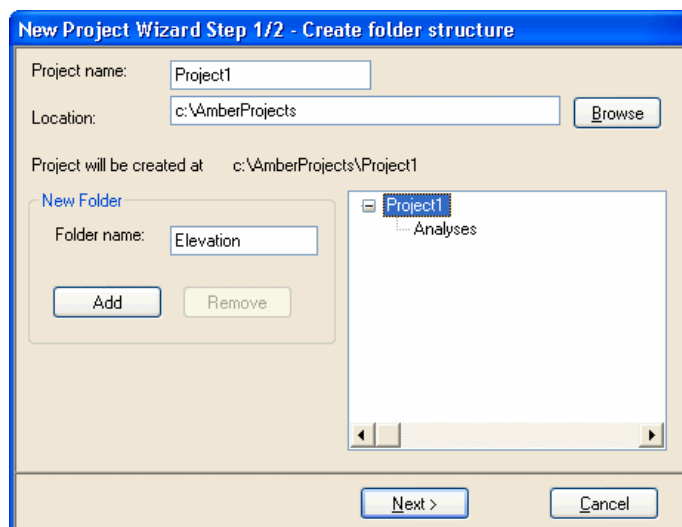 New Project Wizard Step 1/2 - Create folder structure
Project name: Project1
Location: c:\AmberProjects Browse
Project will be created at c:\AmberProjects\Project1
New Folder
Folder name: Elevation
Add Remove
Project1
Analyses
Next > Cancel